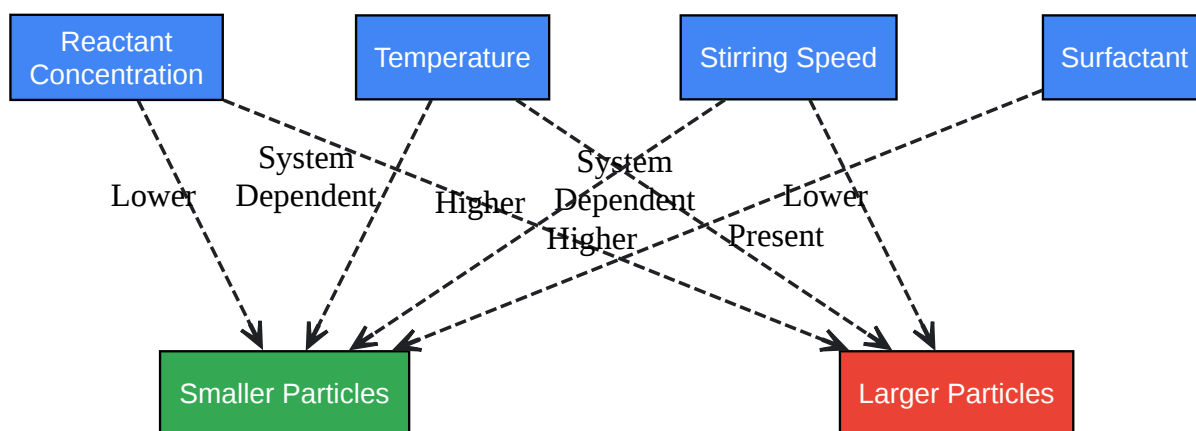 Reactant
Concentration
Temperature
Stirring Speed
Surfactant
System
Dependent
Lower
Higher
System
Dependent
Higher
Lower
Present
Smaller Particles
Larger Particles